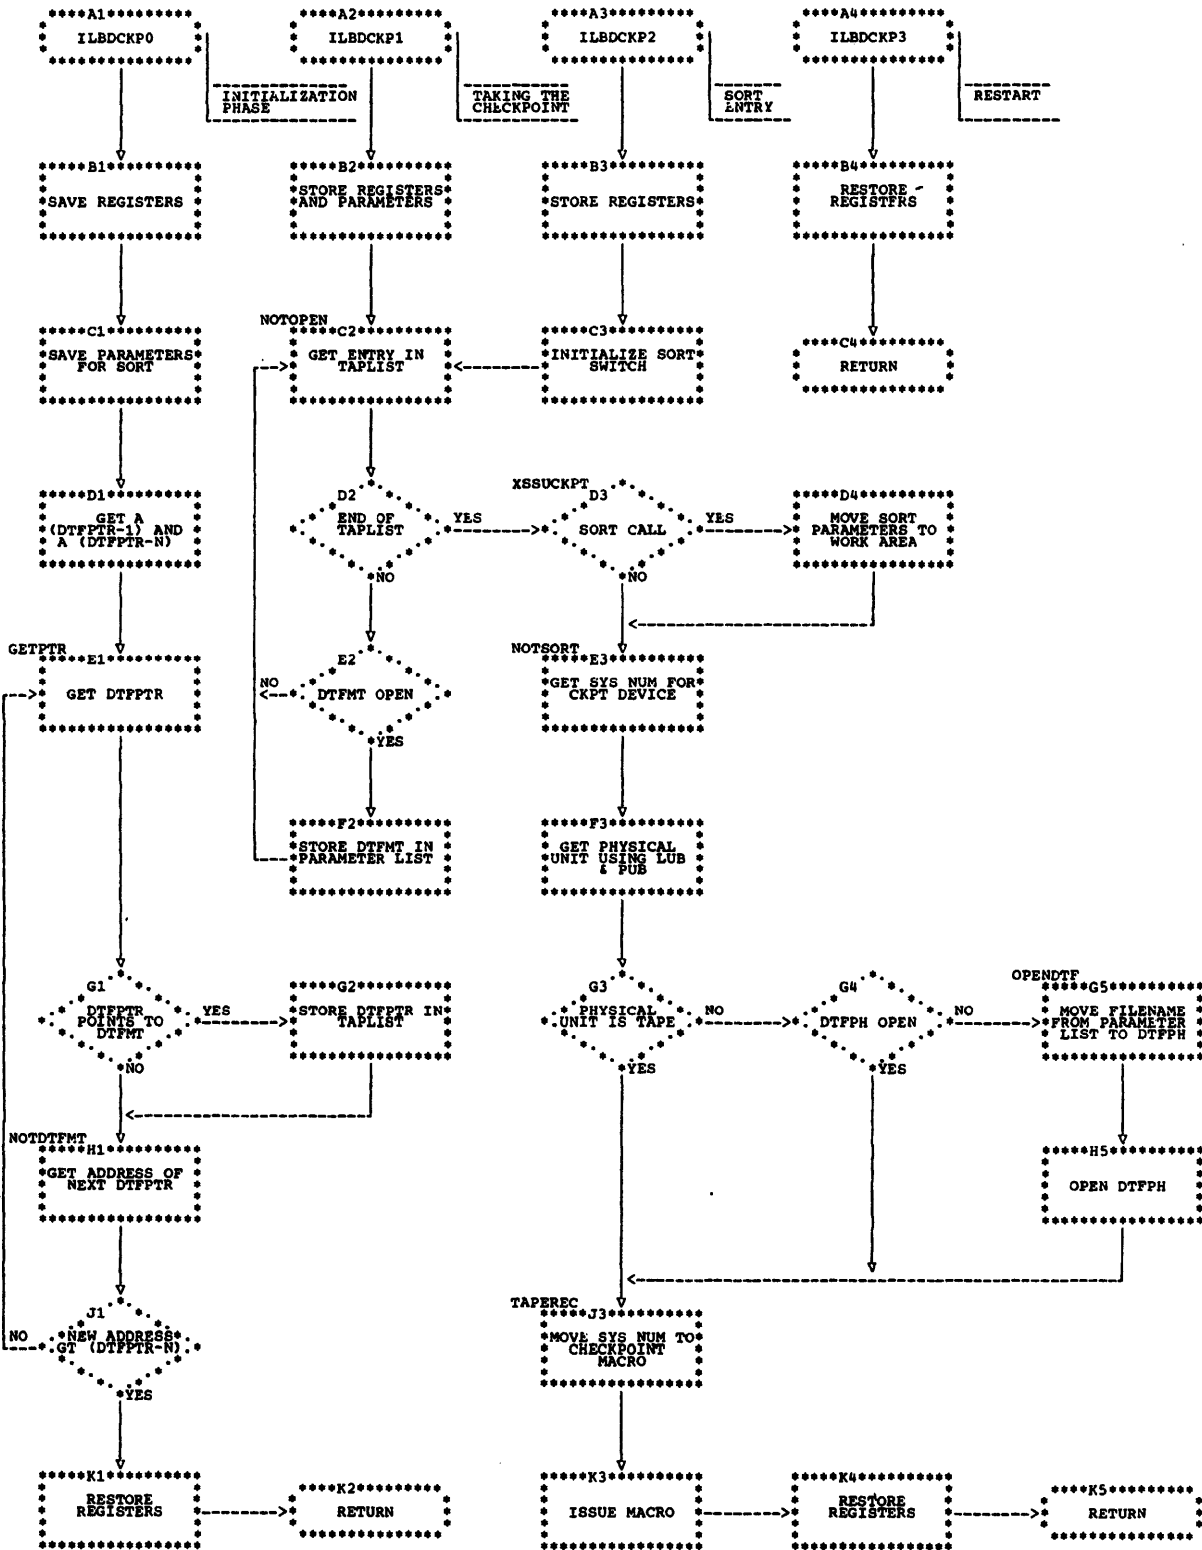 A1
ILBDCKP0
INITIALIZATION
PHASE
A2
ILBDCKP1
TAKING THE
CHECKPOINT
A3
ILBDCKP2
SORT
ENTRY
A4
ILBDCKP3
RESTART
B1
SAVE REGISTERS
B2
STORE REGISTERS
AND PARAMETERS
B3
STORE REGISTERS
B4
RESTORE
REGISTERS
C1
SAVE PARAMETERS
FOR SORT
NOTOPEN
C2
GET ENTRY IN
TAPLIST
C3
INITIALIZE SORT
SWITCH
C4
RETURN
D1
GET A
(DTFPTR-1) AND
A (DTFPTR-N)
D2
END OF
TAPLIST
YES
NO
XSSUCKPT
D3
SORT CALL
YES
NO
D4
MOVE SORT
PARAMETERS TO
WORK AREA
GETPTR
E1
GET DTFPTR
E2
DTFMT OPEN
NO
YES
NOTSORT
E3
GET SYS NUM FOR
CKPT DEVICE
F2
STORE DTFMT IN
PARAMETER LIST
F3
GET PHYSICAL
UNIT USING LUB
& PUB
G1
DTFPTR
POINTS TO
DTFMT
YES
NO
G2
STORE DTFPTR IN
TAPLIST
G3
PHYSICAL
UNIT IS TAPE
NO
YES
G4
DTFPH OPEN
NO
YES
OPENDTF
G5
MOVE FILENAME
FROM PARAMETER
LIST TO DTFPH
NOTDTFMT
H1
GET ADDRESS OF
NEXT DTFPTR
H5
OPEN DTFPH
J1
NEW ADDRESS
GT (DTFPTR-N)
NO
YES
TAPEREC
J3
MOVE SYS NUM TO
CHECKPOINT
MACRO
K1
RESTORE
REGISTERS
K2
RETURN
K3
ISSUE MACRO
K4
RESTORE
REGISTERS
K5
RETURN